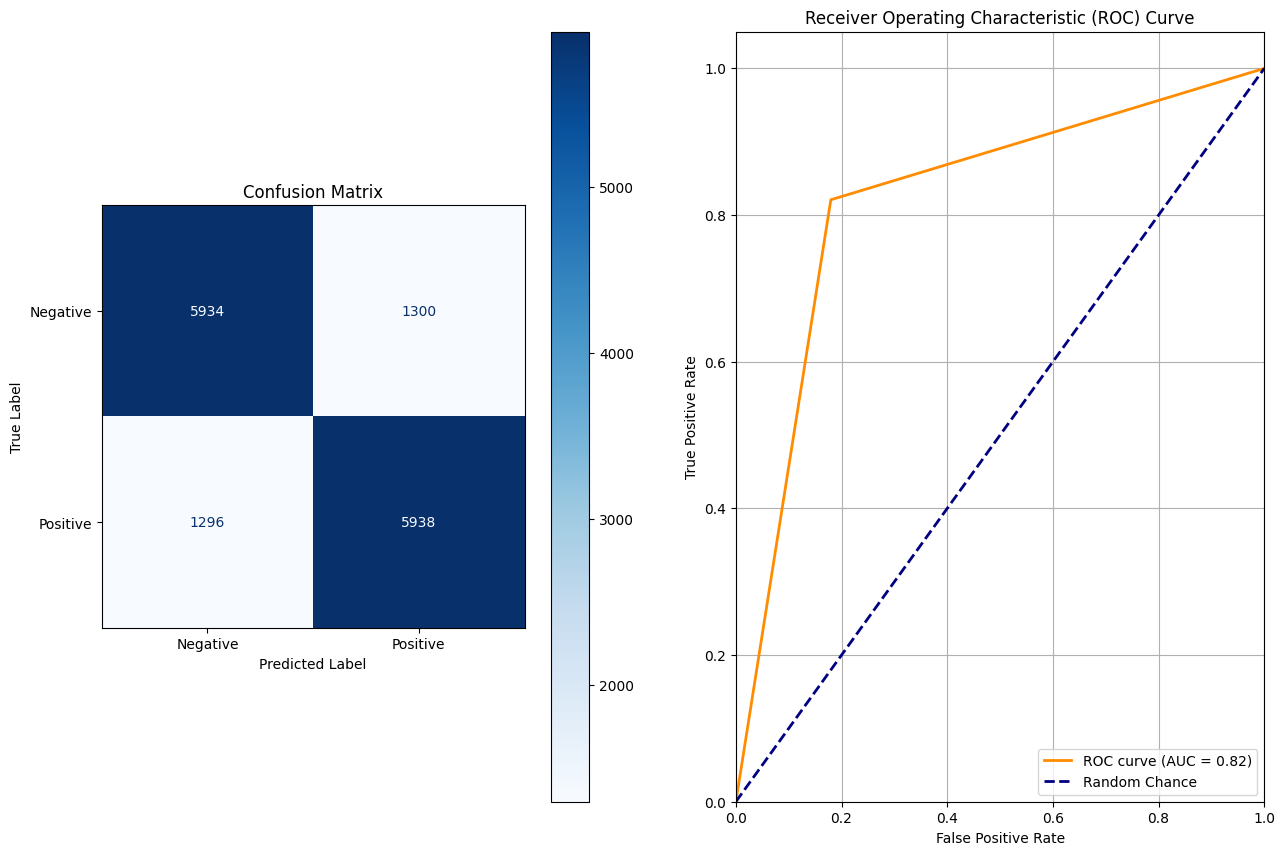 Confusion Matrix
Negative
Positive
True Label
5934
1300
1296
5938
Negative
Positive
Predicted Label
5000
4000
3000
2000
Receiver Operating Characteristic (ROC) Curve
True Positive Rate
1.0
0.8
0.6
0.4
0.2
0.0
0.0
0.2
0.4
0.6
0.8
1.0
False Positive Rate
ROC curve (AUC = 0.82)
Random Chance